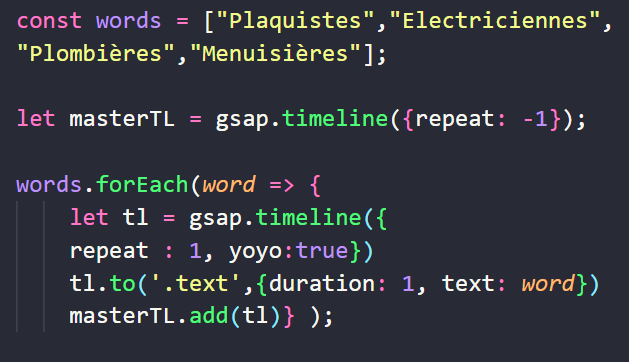 const words = ["Plaquistes","Electriciennes",
"Plombières","Menuisières"];
let masterTL = gsap.timeline({repeat: -1});
words.forEach(word => {
let tl = gsap.timeline({
repeat : 1, yoyo:true})
tl.to('.text',{duration: 1, text: word})
masterTL.add(tl)} );